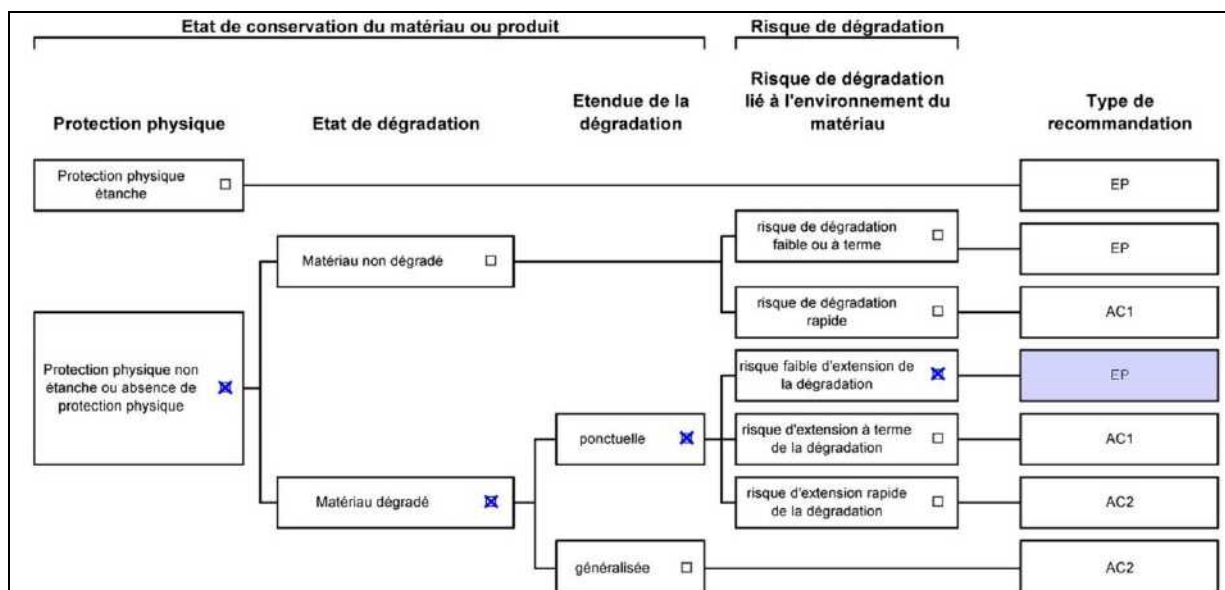 Etat de conservation du matériau ou produit
Risque de dégradation
Protection physique
Etat de dégradation
Etendue de la
dégradation
Risque de dégradation
lié à l'environnement du
matériau
Type de
recommandation
Protection physique
étanche
EP
Matériau non dégradé
risque de dégradation
faible ou à terme
EP
risque de dégradation
rapide
AC1
Protection physique non
étanche ou absence de
protection physique
risque faible d'extension de
la dégradation
EP
ponctuelle
risque d'extension à terme
de la dégradation
AC1
Matériau dégradé
risque d'extension rapide
de la dégradation
AC2
généralisée
AC2